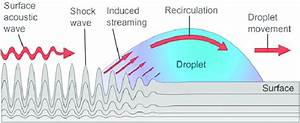 Surface
acoustic
wave
Shock
wave
Induced
streaming
Recirculation
Droplet
movement
Droplet
Surface